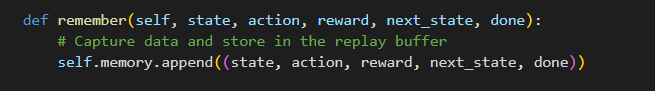 def remember(self, state, action, reward, next_state, done):
    # Capture data and store in the replay buffer
    self.memory.append((state, action, reward, next_state, done))